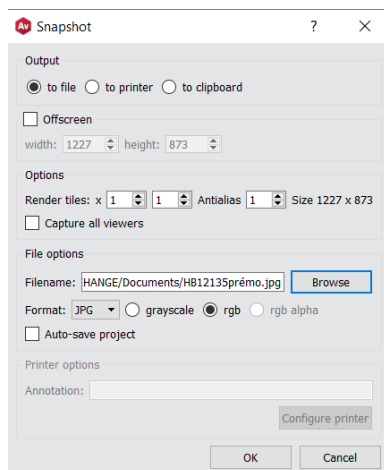 Av Snapshot ? ×
Output
to file to printer to clipboard
Offscreen
width: 1227 height: 873
Options
Render tiles: x 1 1 Antialias 1 Size 1227 x 873
Capture all viewers
File options
Filename: HANGE/Documents/HB12135prémo.jpg Browse
Format: JPG grayscale rgb rgb alpha
Auto-save project
Printer options
Annotation:
Configure printer
OK Cancel